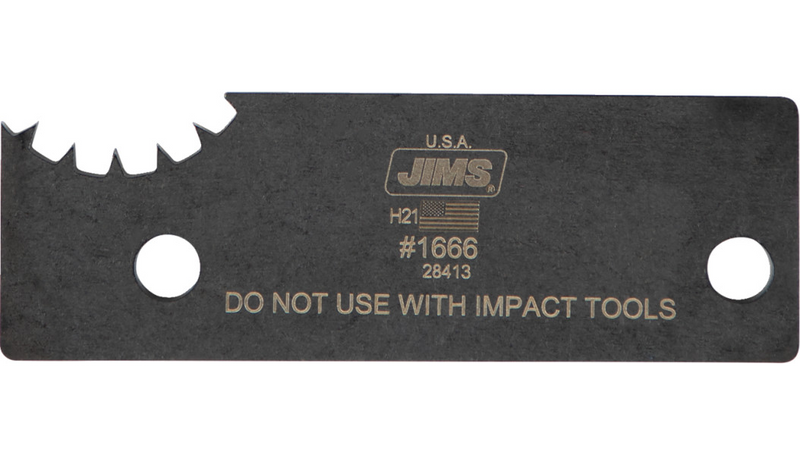 U.S.A.
JIMS®
H21
#1666
28413
DO NOT USE WITH IMPACT TOOLS